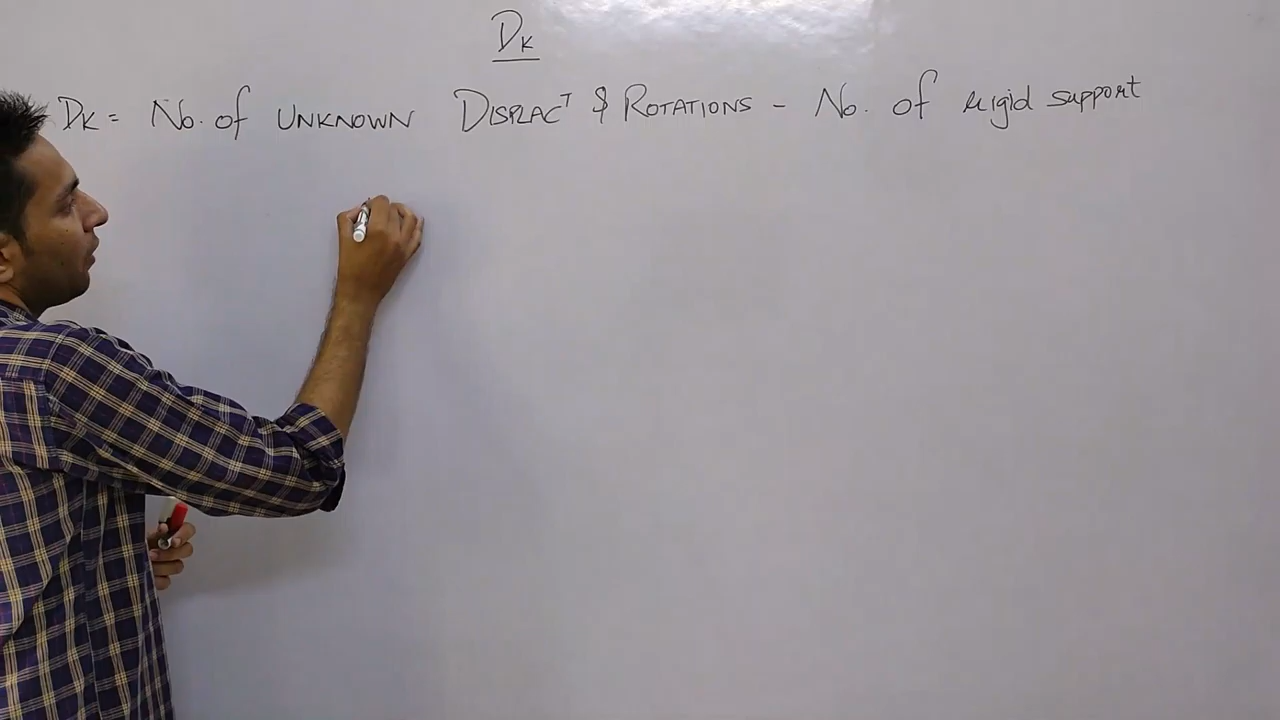 Dk
Dk = No. of UNKNOWN DISPLACᵀ & ROTATIONS - No. of rigid support